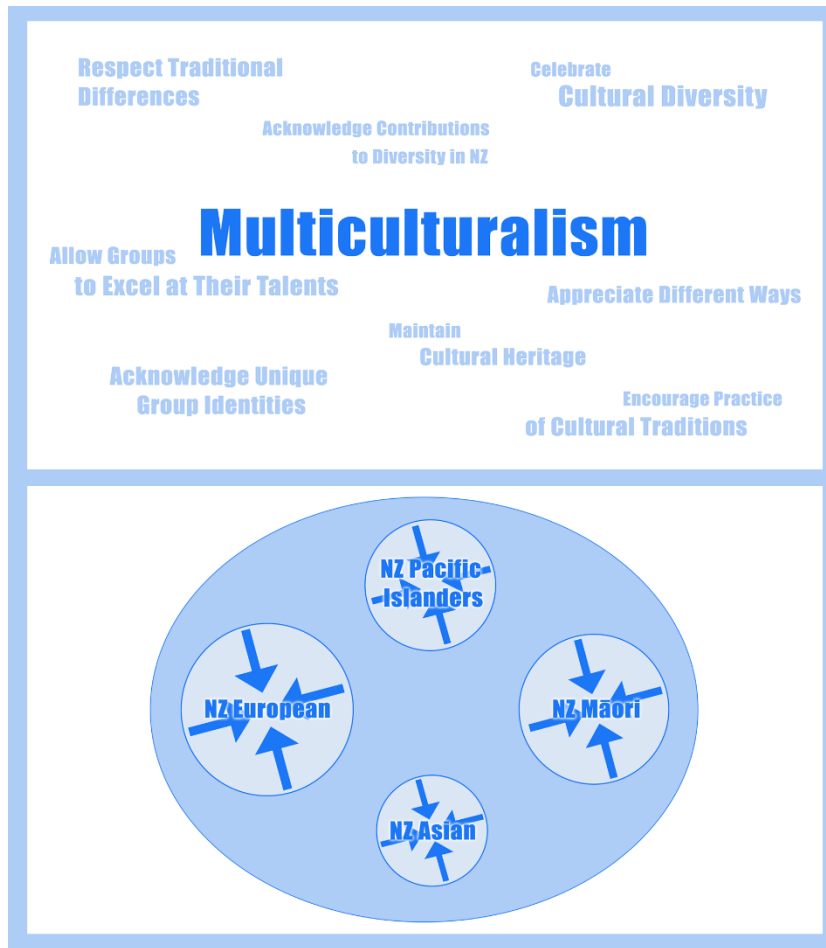 Respect Traditional
Differences
Celebrate
Cultural Diversity
Acknowledge Contributions
to Diversity in NZ
Multiculturalism
Allow Groups
to Excel at Their Talents
Appreciate Different Ways
Maintain
Cultural Heritage
Acknowledge Unique
Group Identities
Encourage Practice
of Cultural Traditions
NZ Pacific
Islanders
NZ European
NZ Māori
NZ Asian